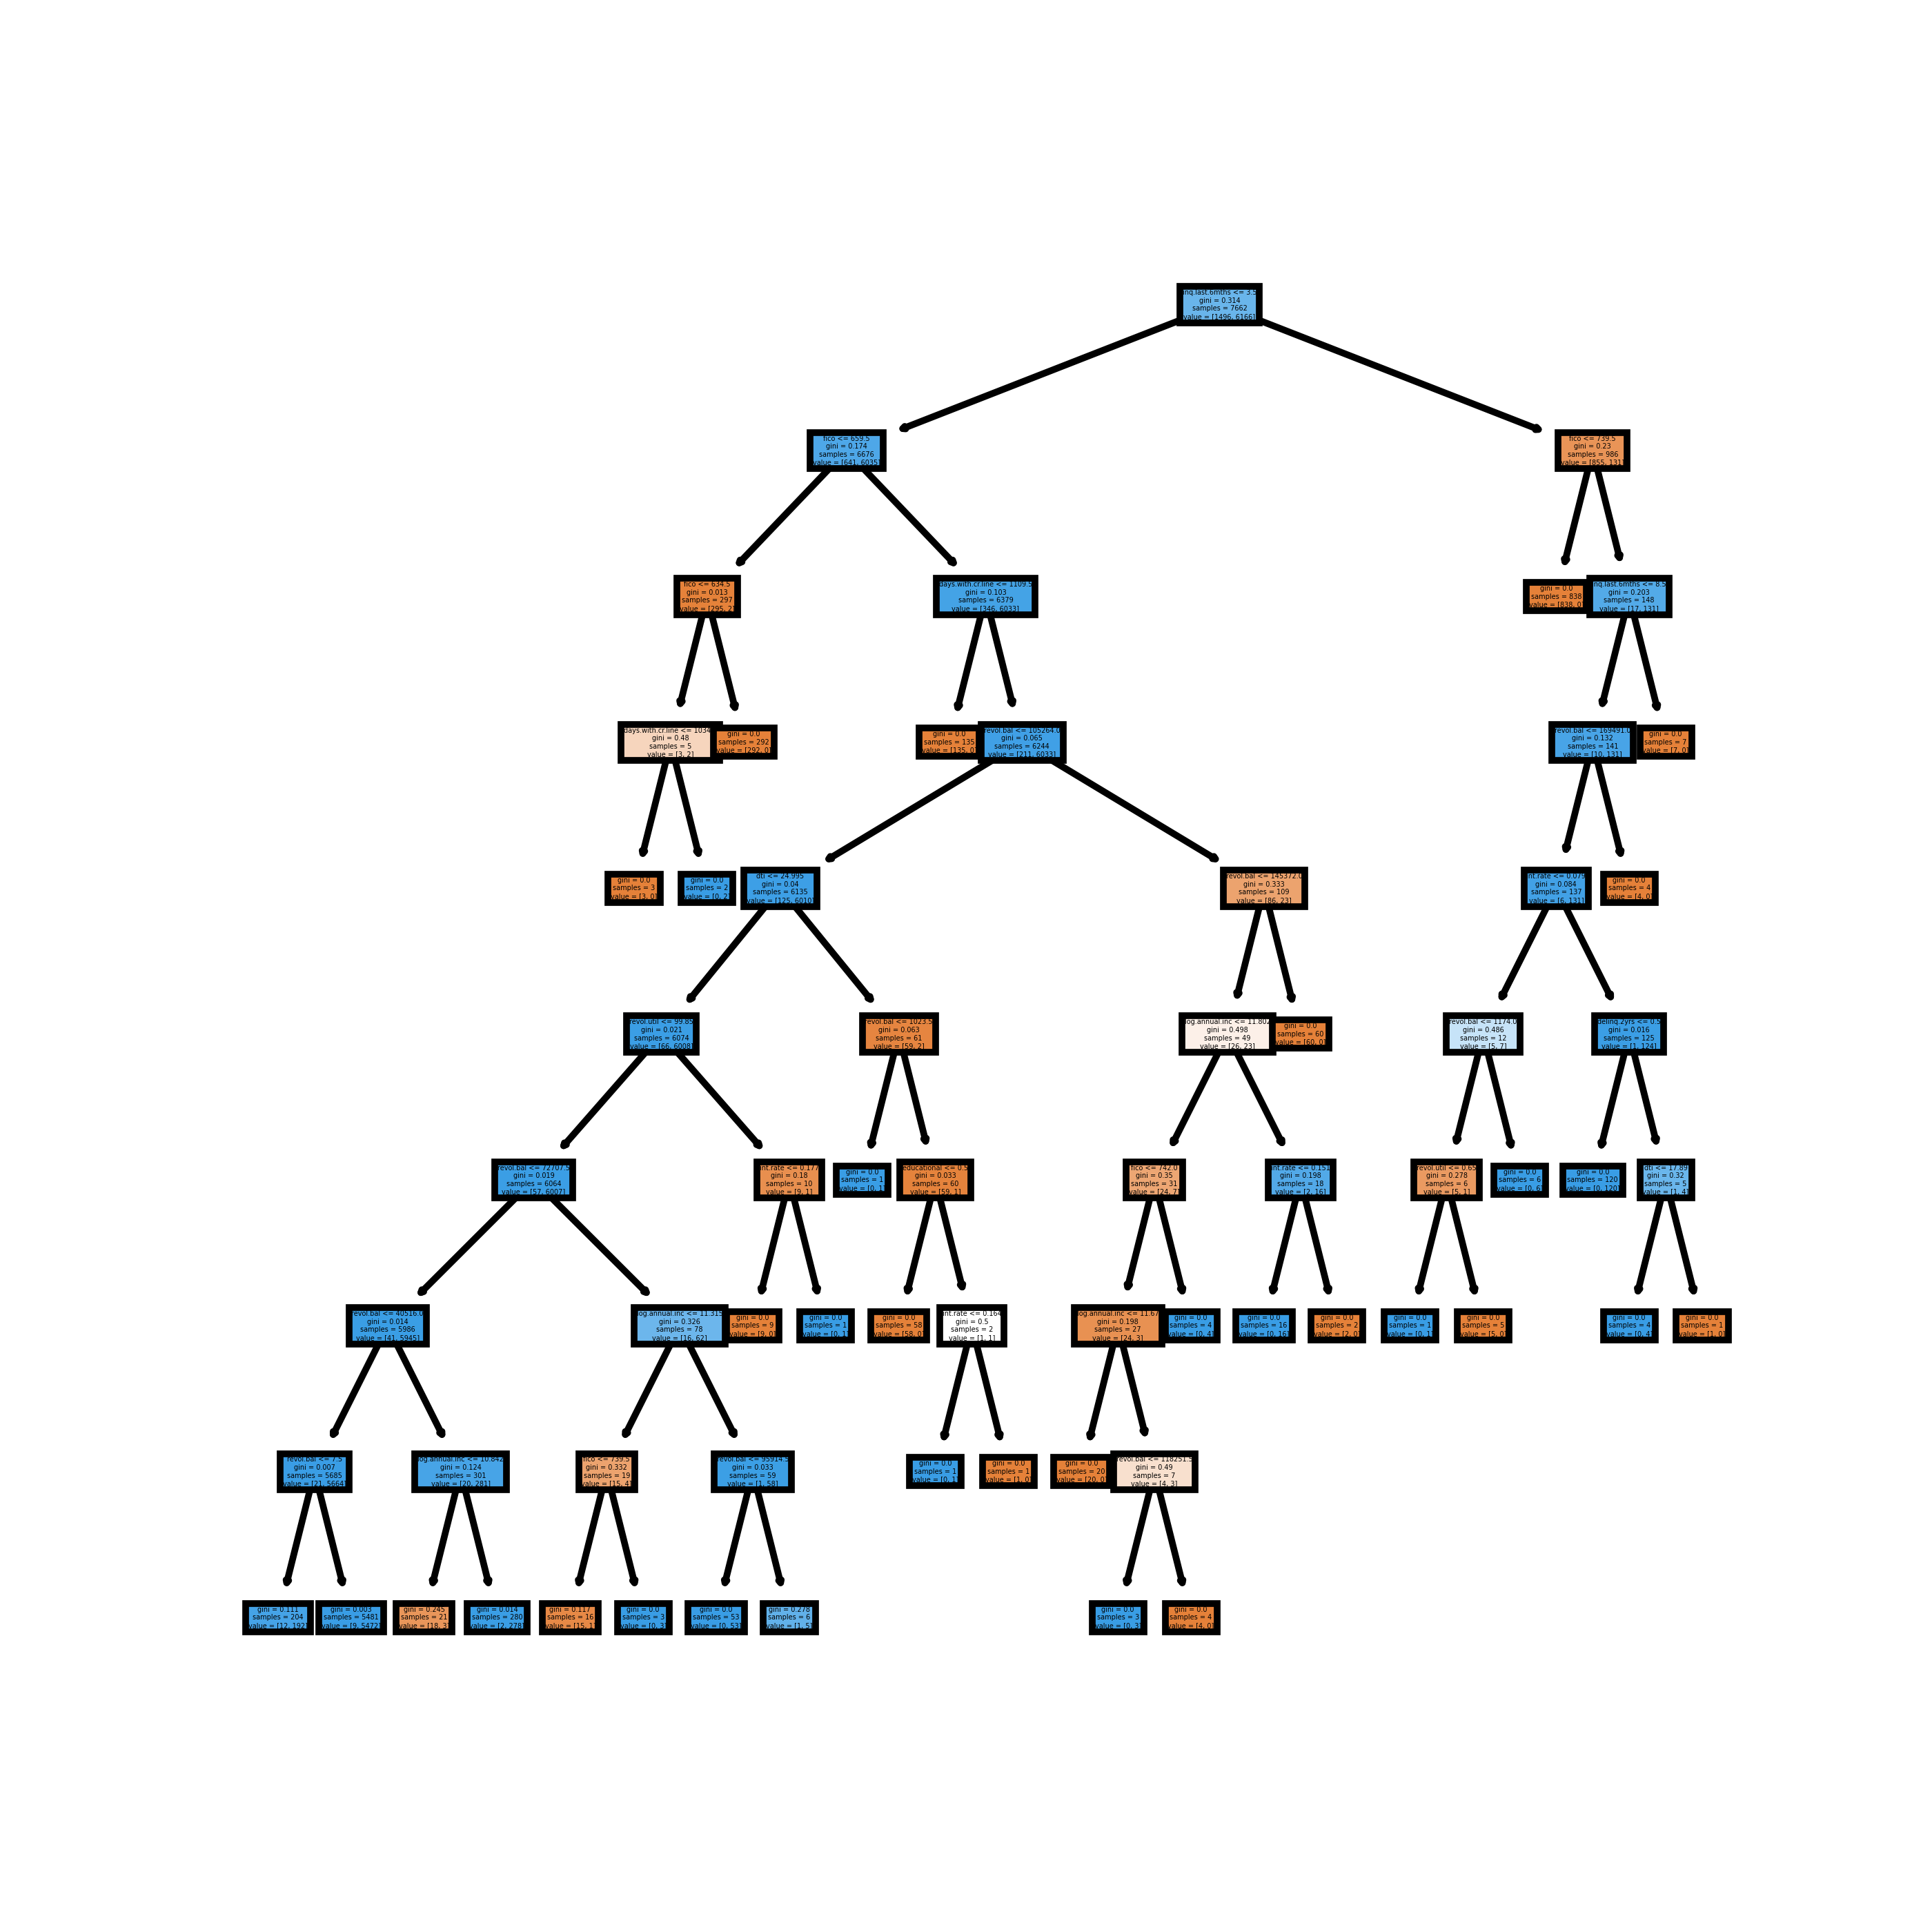 inq.last.6mths <= 3.5
gini = 0.314
samples = 7662
value = [1496, 6166]
fico <= 659.5
gini = 0.174
samples = 6676
value = [641, 6035]
fico <= 739.5
gini = 0.23
samples = 986
value = [855, 131]
fico <= 634.5
gini = 0.013
samples = 297
value = [295, 2]
days.with.cr.line <= 1109.5
gini = 0.103
samples = 6379
value = [346, 6033]
gini = 0.0
samples = 838
value = [838, 0]
inq.last.6mths <= 8.5
gini = 0.203
samples = 148
value = [17, 131]
days.with.cr.line <= 1034
gini = 0.48
samples = 5
value = [3, 2]
gini = 0.0
samples = 292
value = [292, 0]
gini = 0.0
samples = 135
value = [135, 0]
revol.bal <= 105264.0
gini = 0.065
samples = 6244
value = [211, 6033]
revol.bal <= 169491.0
gini = 0.132
samples = 141
value = [10, 131]
gini = 0.0
samples = 7
value = [7, 0]
gini = 0.0
samples = 3
value = [3, 0]
gini = 0.0
samples = 2
value = [0, 2]
dti <= 24.995
gini = 0.04
samples = 6135
value = [125, 6010]
revol.bal <= 145372.0
gini = 0.333
samples = 109
value = [86, 23]
int.rate <= 0.079
gini = 0.084
samples = 137
value = [6, 131]
gini = 0.0
samples = 4
value = [4, 0]
revol.util <= 99.85
gini = 0.021
samples = 6074
value = [66, 6008]
revol.bal <= 1023.5
gini = 0.063
samples = 61
value = [59, 2]
log.annual.inc <= 11.802
gini = 0.498
samples = 49
value = [26, 23]
gini = 0.0
samples = 60
value = [60, 0]
revol.bal <= 1174.0
gini = 0.486
samples = 12
value = [5, 7]
delinq.2yrs <= 0.5
gini = 0.016
samples = 125
value = [1, 124]
revol.bal <= 72707.5
gini = 0.019
samples = 6064
value = [57, 6007]
int.rate <= 0.177
gini = 0.18
samples = 10
value = [9, 1]
gini = 0.0
samples = 1
value = [0, 1]
educational <= 0.5
gini = 0.033
samples = 60
value = [59, 1]
fico <= 742.0
gini = 0.35
samples = 31
value = [24, 7]
int.rate <= 0.151
gini = 0.198
samples = 18
value = [2, 16]
revol.util <= 0.65
gini = 0.278
samples = 6
value = [5, 1]
gini = 0.0
samples = 6
value = [0, 6]
gini = 0.0
samples = 120
value = [0, 120]
dti <= 17.89
gini = 0.32
samples = 5
value = [1, 4]
revol.bal <= 40516.0
gini = 0.014
samples = 5986
value = [41, 5945]
log.annual.inc <= 11.315
gini = 0.326
samples = 78
value = [16, 62]
gini = 0.0
samples = 9
value = [9, 0]
gini = 0.0
samples = 1
value = [0, 1]
gini = 0.0
samples = 58
value = [58, 0]
int.rate <= 0.164
gini = 0.5
samples = 2
value = [1, 1]
log.annual.inc <= 11.67
gini = 0.198
samples = 27
value = [24, 3]
gini = 0.0
samples = 4
value = [0, 4]
gini = 0.0
samples = 16
value = [0, 16]
gini = 0.0
samples = 2
value = [2, 0]
gini = 0.0
samples = 1
value = [0, 1]
gini = 0.0
samples = 5
value = [5, 0]
gini = 0.0
samples = 4
value = [0, 4]
gini = 0.0
samples = 1
value = [1, 0]
revol.bal <= 7.5
gini = 0.007
samples = 5685
value = [21, 5664]
log.annual.inc <= 10.842
gini = 0.124
samples = 301
value = [20, 281]
fico <= 739.5
gini = 0.332
samples = 19
value = [15, 4]
revol.bal <= 95914.5
gini = 0.033
samples = 59
value = [1, 58]
gini = 0.0
samples = 1
value = [0, 1]
gini = 0.0
samples = 1
value = [1, 0]
gini = 0.0
samples = 20
value = [20, 0]
revol.bal <= 118251.5
gini = 0.49
samples = 7
value = [4, 3]
gini = 0.111
samples = 204
value = [12, 192]
gini = 0.003
samples = 5481
value = [9, 5472]
gini = 0.245
samples = 21
value = [18, 3]
gini = 0.014
samples = 280
value = [2, 278]
gini = 0.117
samples = 16
value = [15, 1]
gini = 0.0
samples = 3
value = [0, 3]
gini = 0.0
samples = 53
value = [0, 53]
gini = 0.278
samples = 6
value = [1, 5]
gini = 0.0
samples = 3
value = [0, 3]
gini = 0.0
samples = 4
value = [4, 0]